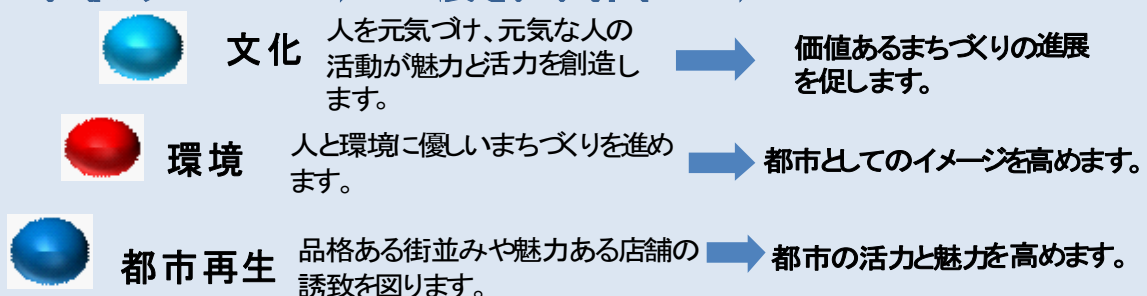 文化
人を元気づけ、元気な人の
活動が魅力と活力を創造し
ます。
価値あるまちづくりの進展
を促します。
環境
人と環境に優しいまちづくりを進め
ます。
都市としてのイメージを高めます。
都市再生
品格ある街並みや魅力ある店舗の
誘致を図ります。
都市の活力と魅力を高めます。